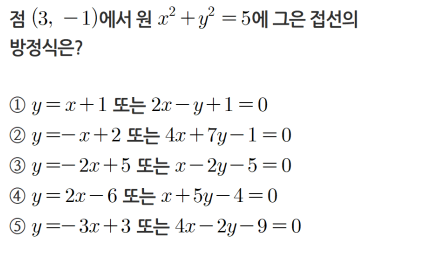 점 (3, −1)에서 원 x²+y²=5에 그은 접선의
방정식은?
① y=x+1 또는 2x−y+1=0
② y=−x+2 또는 4x+7y−1=0
③ y=−2x+5 또는 x−2y−5=0
④ y=2x−6 또는 x+5y−4=0
⑤ y=−3x+3 또는 4x−2y−9=0